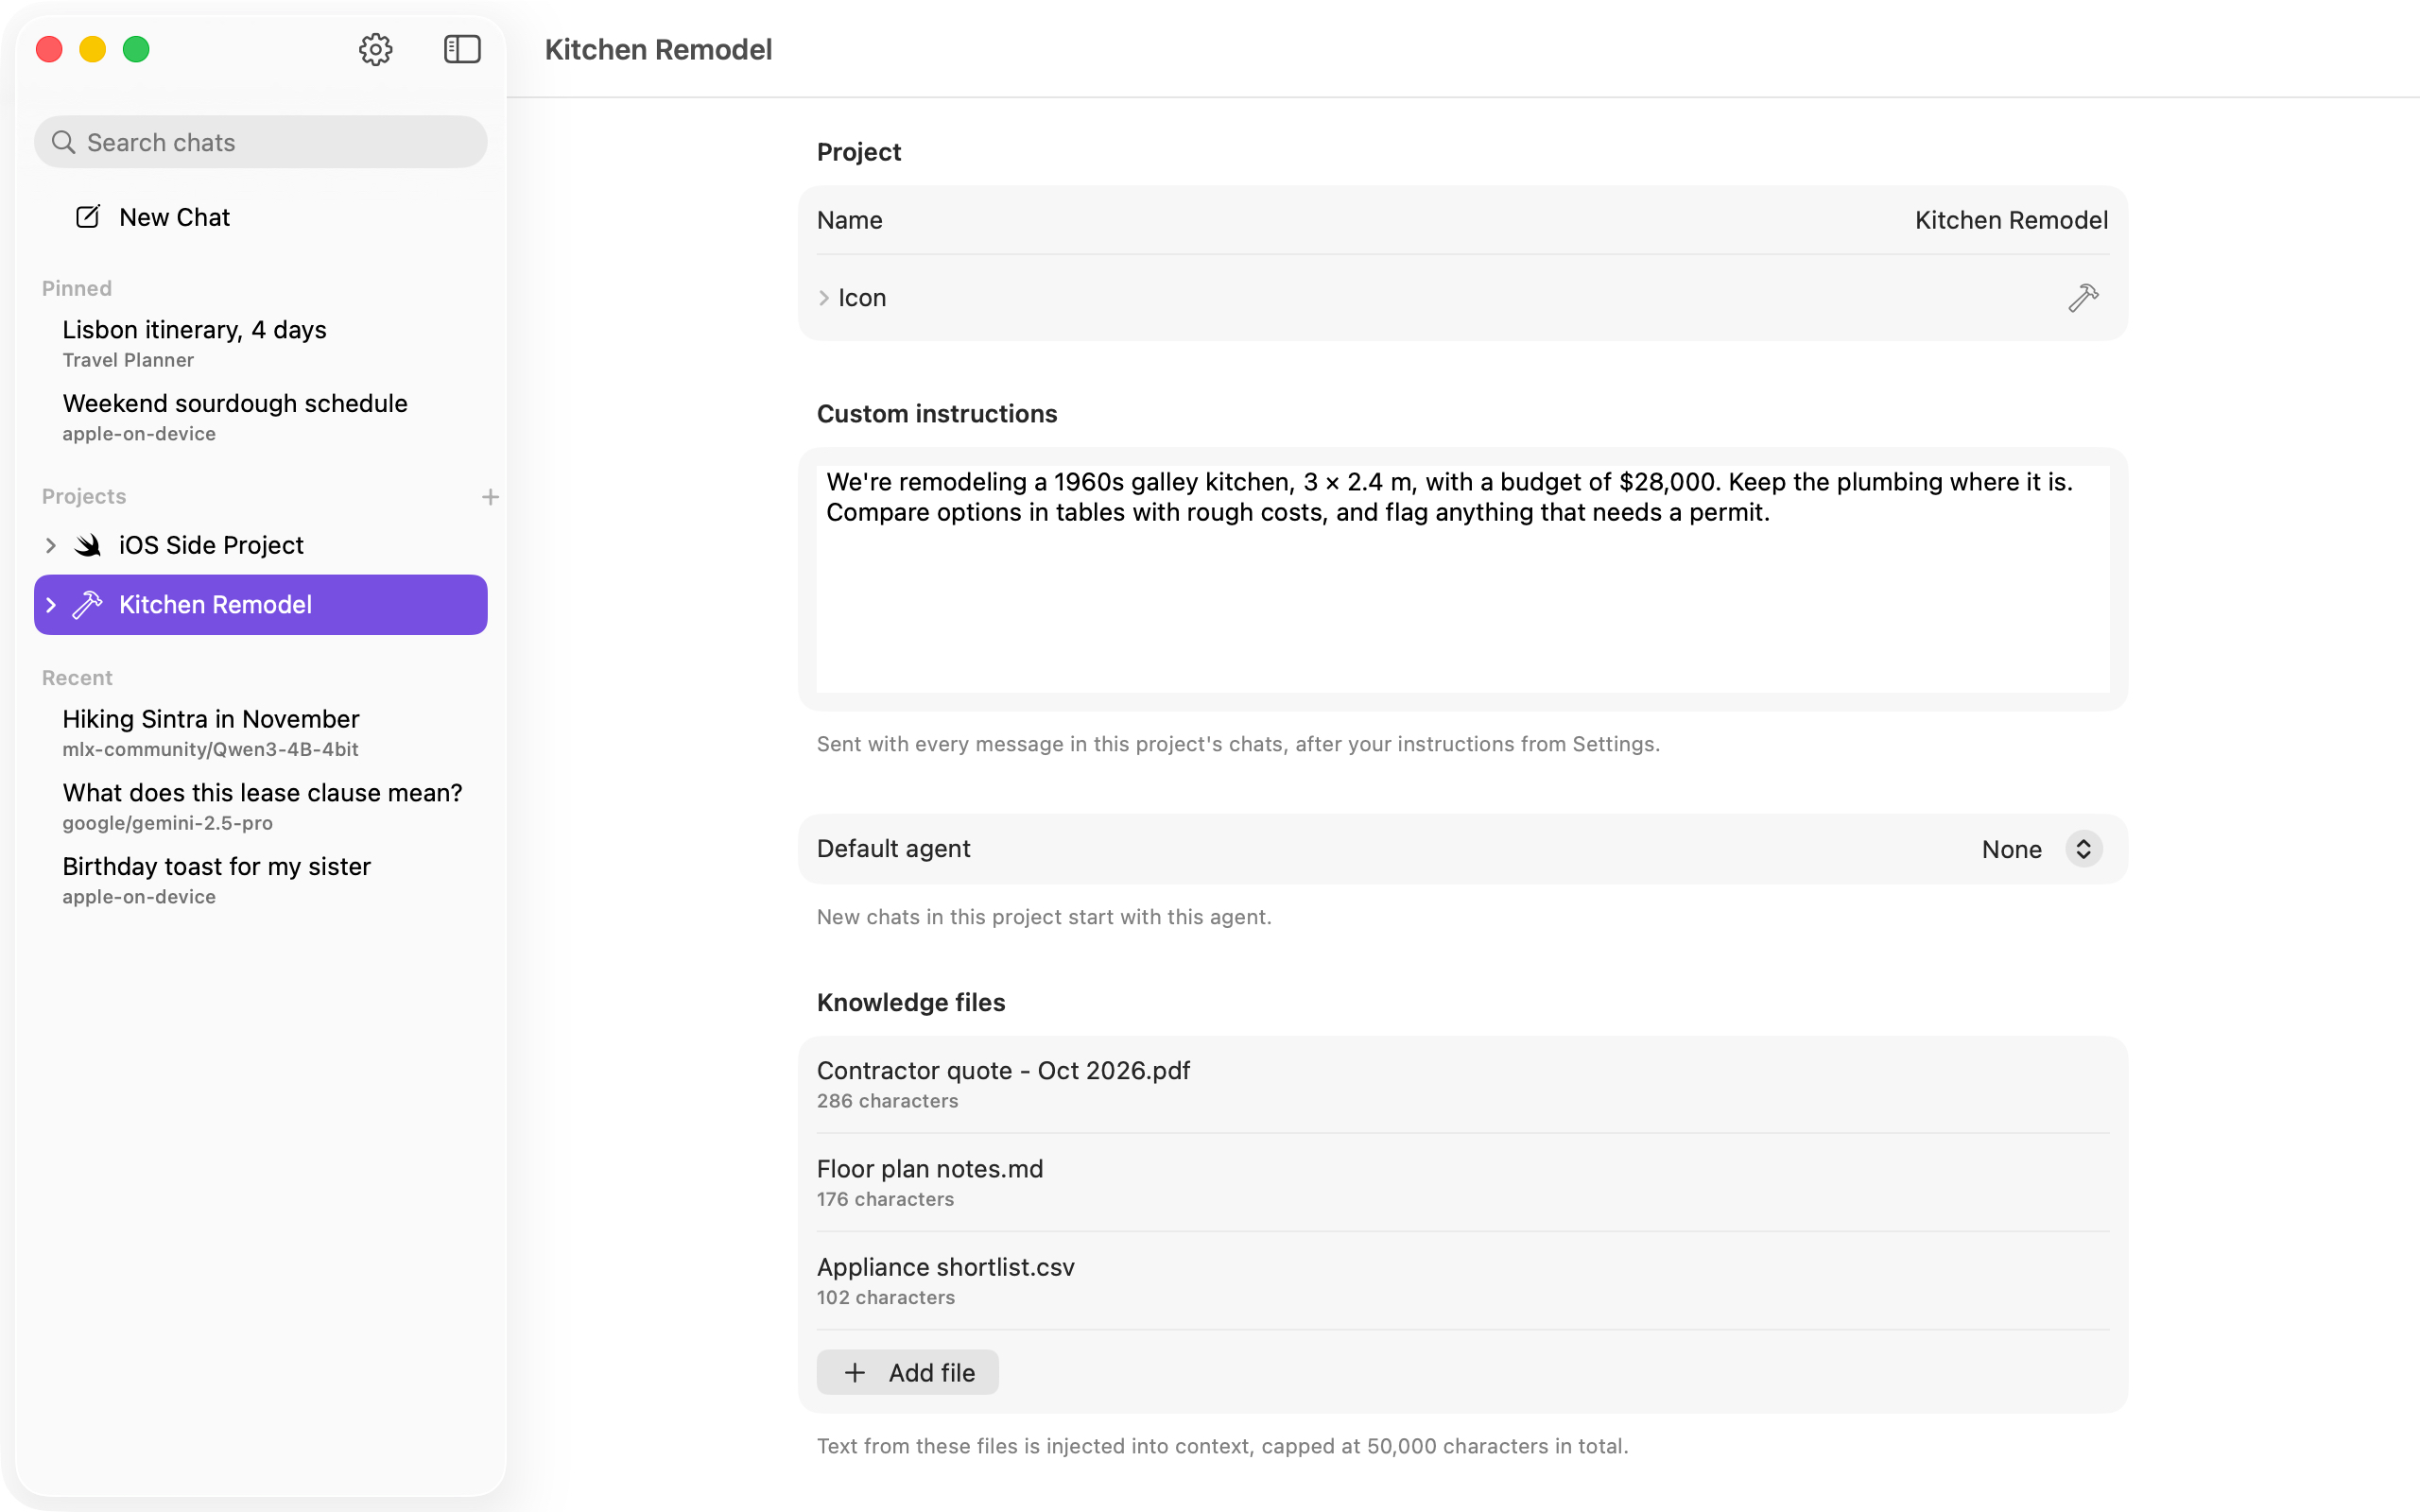 Kitchen Remodel
Search chats
New Chat
Pinned
Lisbon itinerary, 4 days
Travel Planner
Weekend sourdough schedule
apple-on-device
Projects
iOS Side Project
Kitchen Remodel
Recent
Hiking Sintra in November
mlx-community/Qwen3-4B-4bit
What does this lease clause mean?
google/gemini-2.5-pro
Birthday toast for my sister
apple-on-device
Project
Name Kitchen Remodel
Icon
Custom instructions
We're remodeling a 1960s galley kitchen, 3 × 2.4 m, with a budget of $28,000. Keep the plumbing where it is.
Compare options in tables with rough costs, and flag anything that needs a permit.
Sent with every message in this project's chats, after your instructions from Settings.
Default agent None
New chats in this project start with this agent.
Knowledge files
Contractor quote - Oct 2026.pdf
286 characters
Floor plan notes.md
176 characters
Appliance shortlist.csv
102 characters
Add file
Text from these files is injected into context, capped at 50,000 characters in total.